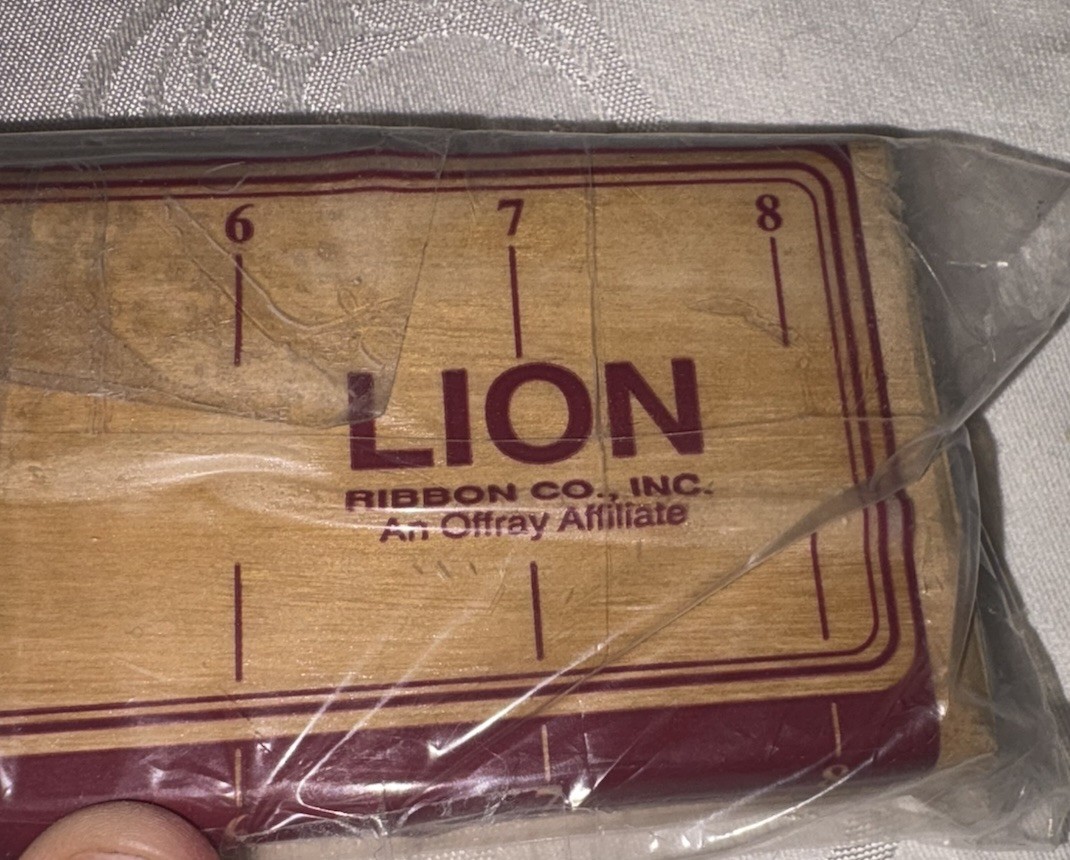 6 7 8
LION
RIBBON CO., INC.
An Offray Affiliate